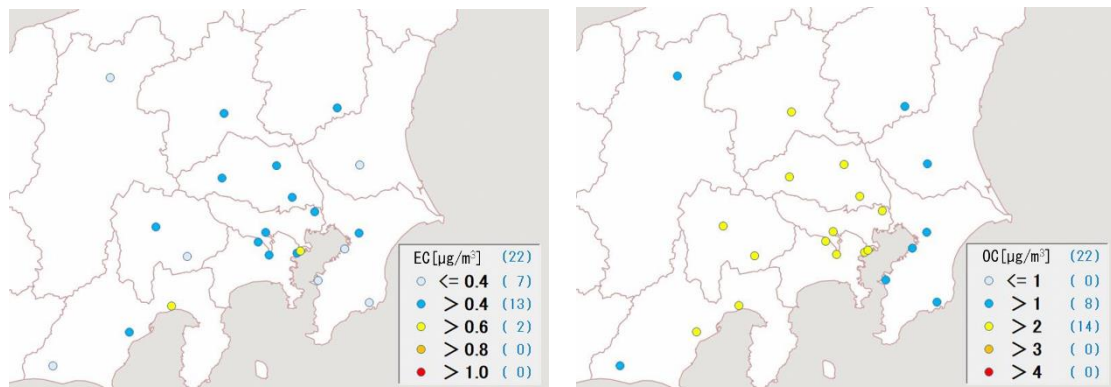 EC[μg/m³] (22)
<= 0.4 ( 7)
> 0.4 (13)
> 0.6 ( 2)
> 0.8 ( 0)
> 1.0 ( 0)
OC[μg/m³] (22)
<= 1 ( 0)
> 1 ( 8)
> 2 (14)
> 3 ( 0)
> 4 ( 0)